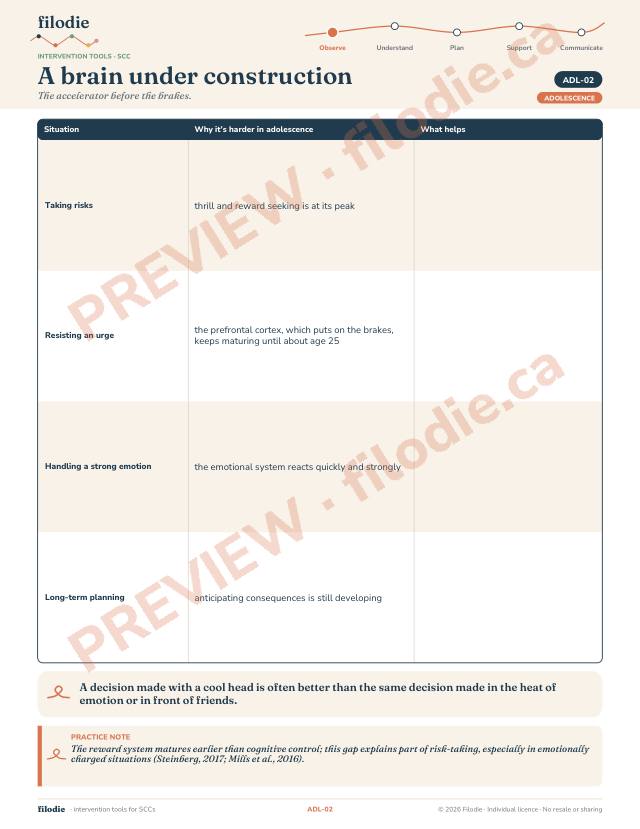 filodie
Observe
Understand
Plan
Support
Communicate
INTERVENTION TOOLS · SCC
A brain under construction
The accelerator before the brakes.
ADL-02
ADOLESCENCE
Situation
Why it's harder in adolescence
What helps
Taking risks
thrill and reward seeking is at its peak
Resisting an urge
the prefrontal cortex, which puts on the brakes,
keeps maturing until about age 25
Handling a strong emotion
the emotional system reacts quickly and strongly
Long-term planning
anticipating consequences is still developing
PREVIEW · filodie.ca
PREVIEW · filodie.ca
A decision made with a cool head is often better than the same decision made in the heat of
emotion or in front of friends.
PRACTICE NOTE
The reward system matures earlier than cognitive control; this gap explains part of risk-taking, especially in emotionally
charged situations (Steinberg, 2017; Mills et al., 2016).
filodie · intervention tools for SCCs
ADL-02
© 2026 Filodie · Individual licence · No resale or sharing